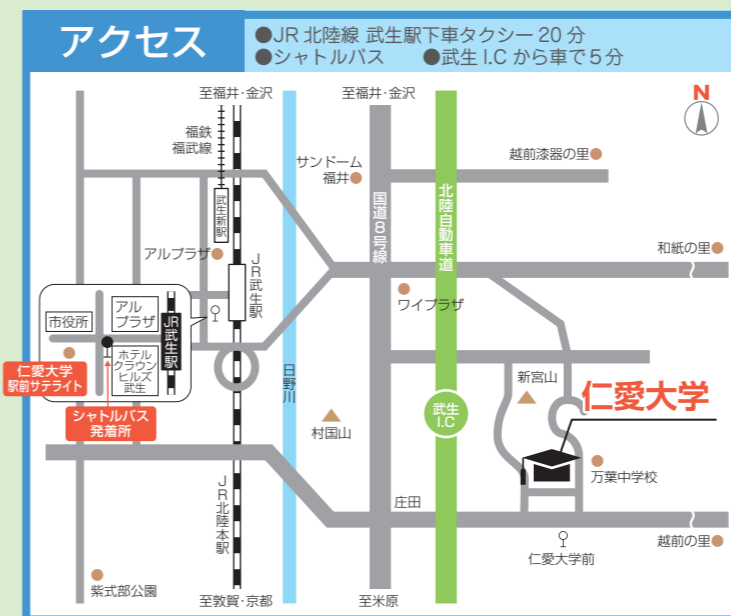 アクセス
●JR 北陸線 武生駅下車タクシー 20 分
●シャトルバス ●武生 I.C から車で 5 分
至福井・金沢
至福井・金沢
N
福鉄
福武線
サンドーム
福井
越前漆器の里
武生新駅
国道8号線
北陸自動車道
アルプラザ
和紙の里
JR武生駅
ワイプラザ
市役所
アル
プラザ
JR武生駅
ホテル
クラウン
ヒルズ
武生
仁愛大学
駅前サテライト
シャトルバス
発着所
日野川
村国山
武生
I.C
新宮山
仁愛大学
万葉中学校
庄田
JR北陸本駅
仁愛大学前
越前の里
紫式部公園
至敦賀・京都
至米原